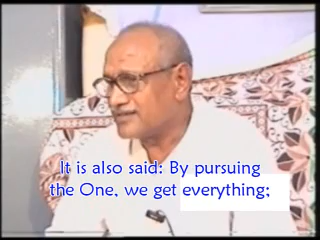 It is also said: By pursuing
the One, we get everything;